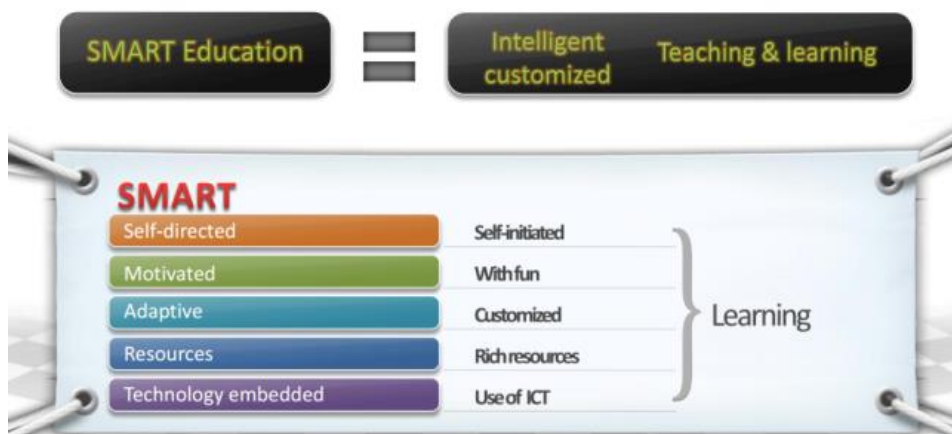 SMART Education
Intelligent
customized
Teaching & learning
SMART
Self-directed
Self-initiated
Motivated
With fun
Adaptive
Customized
Resources
Rich resources
Technology embedded
Use of ICT
Learning